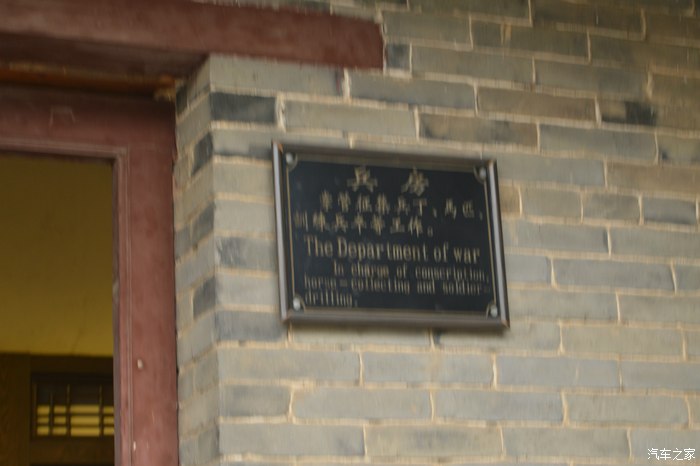 兵房
掌管征集兵丁、马匹、
训练兵卒等工作。
The Department of war
In charge of conscription,
horse-collecting and soldier-
drilling.
汽车之家